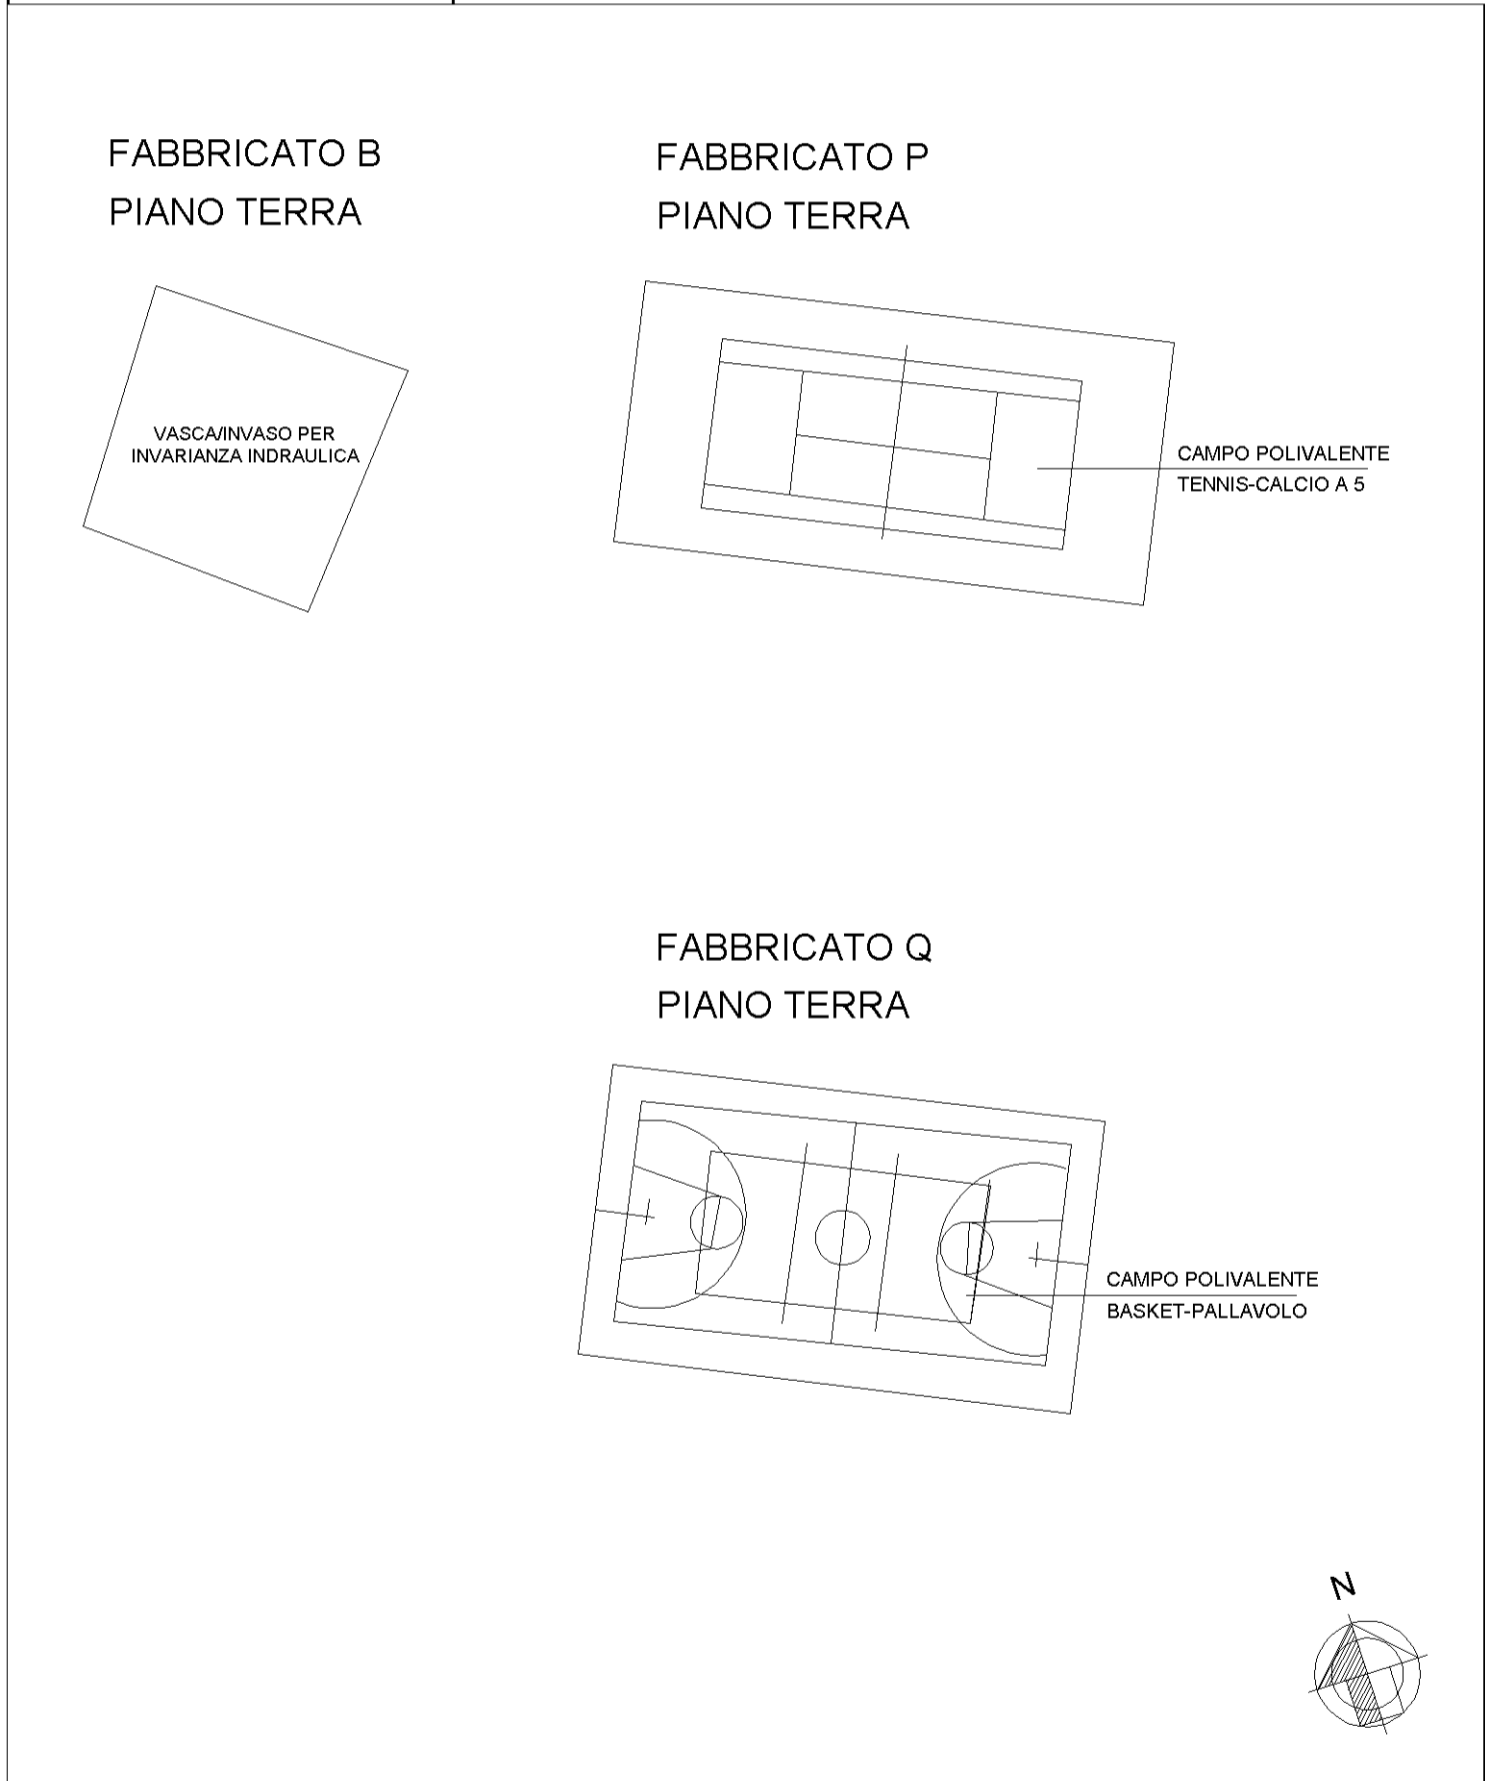 FABBRICATO B
PIANO TERRA
FABBRICATO P
PIANO TERRA
VASCA/INVASO PER
INVARIANZA INDRAULICA
CAMPO POLIVALENTE
TENNIS-CALCIO A 5
FABBRICATO Q
PIANO TERRA
CAMPO POLIVALENTE
BASKET-PALLAVOLO
N